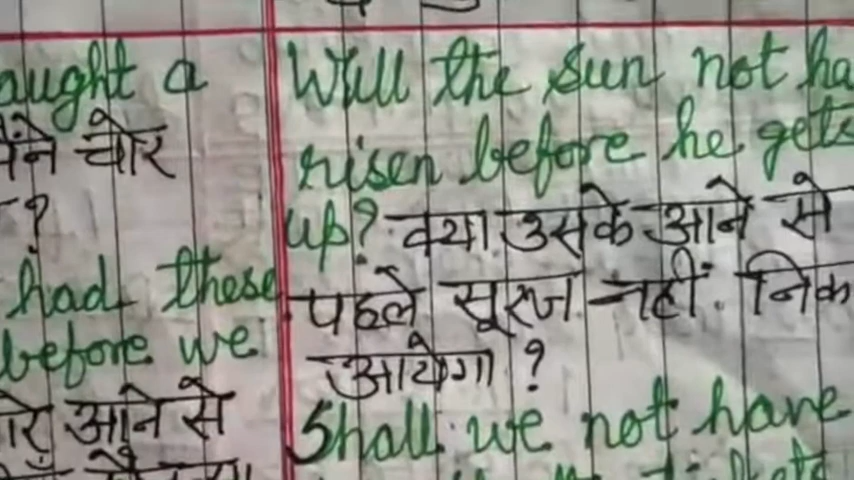 aught a
चोर
?
had these
before we
आने से
Will the sun not ha
risen before he gets
up? क्या उसके आने से
पहले सूरज नहीं निक
आयेगा ?
Shall we not have